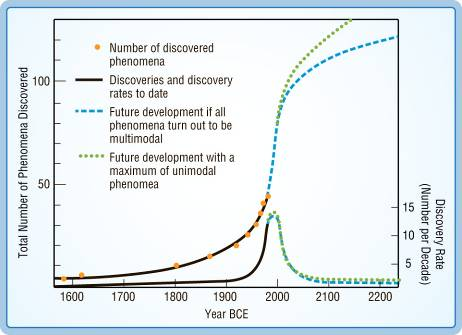 Number of discovered
phenomena
Discoveries and discovery
rates to date
Future development if all
phenomena turn out to be
multimodal
Future development with a
maximum of unimodal
phenomea
Total Number of Phenomena Discovered
100
50
Discovery Rate
(Number per Decade)
15
10
5
1600 1700 1800 1900 2000 2100 2200
Year BCE